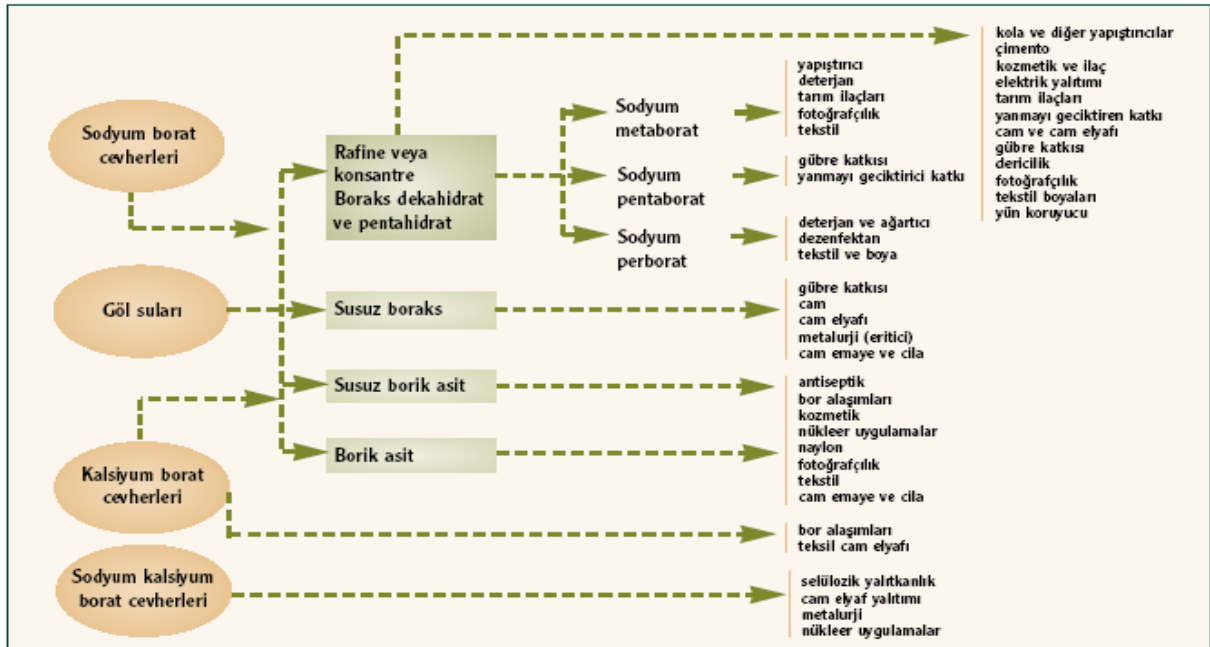 Sodyum borat
cevherleri
Göl suları
Kalsiyum borat
cevherleri
Sodyum kalsiyum
borat cevherleri
Rafine veya
konsantre
Boraks dekahidrat
ve pentahidrat
Susuz boraks
Susuz borik asit
Borik asit
Sodyum
metaborat
Sodyum
pentaborat
Sodyum
perborat
yapıştırıcı
deterjan
tarım ilaçları
fotoğrafçılık
tekstil
gübre katkısı
yanmayı geciktirici katkı
deterjan ve ağartıcı
dezenfektan
tekstil ve boya
gübre katkısı
cam
cam elyafı
metalurji (eritici)
cam emaye ve cila
antiseptik
bor alaşımları
kozmetik
nükleer uygulamalar
naylon
fotoğrafçılık
tekstil
cam emaye ve cila
bor alaşımları
teksil cam elyafı
selülozik yalıtkanlık
cam elyaf yalıtımı
metalurji
nükleer uygulamalar
kola ve diğer yapıştırıcılar
çimento
kozmetik ve ilaç
elektrik yalıtımı
tarım ilaçları
yanmayı geciktiren katkı
cam ve cam elyafı
gübre katkısı
dericilik
fotoğrafçılık
tekstil boyaları
yün koruyucu